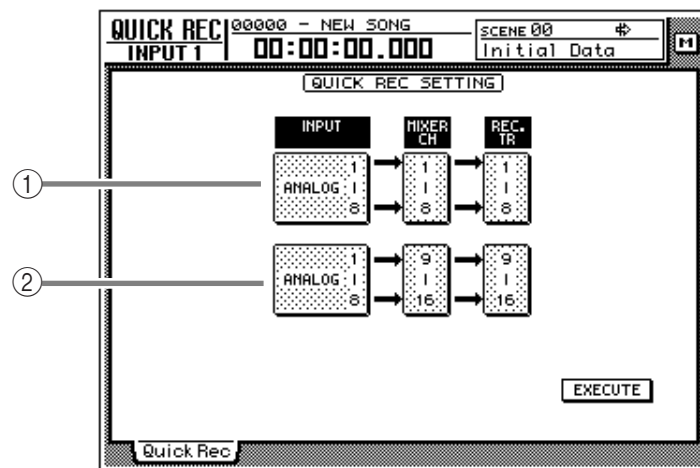 QUICK REC 00000 - NEW SONG SCENE 00
INPUT 1 00:00:00.000 Initial Data M
QUICK REC SETTING
INPUT MIXER CH REC. TR
① ANALOG 1 | 8 1 | 8 1 | 8
② ANALOG 1 | 8 9 | 16 9 | 16
EXECUTE
Quick Rec